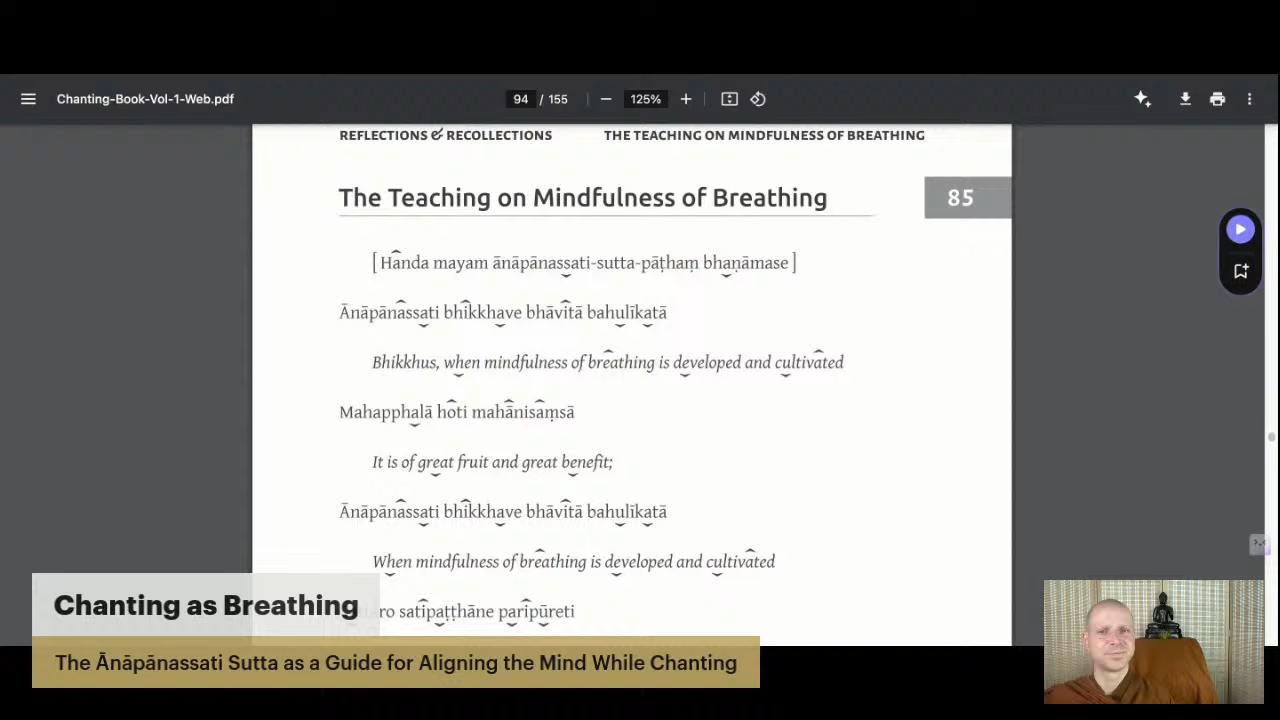 Chanting-Book-Vol-1-Web.pdf
94 / 155
125%
REFLECTIONS & RECOLLECTIONS
THE TEACHING ON MINDFULNESS OF BREATHING
The Teaching on Mindfulness of Breathing
85
[ Handa mayam ānāpānassati-sutta-pāṭhaṃ bhaṇāmase ]
Ānāpānassati bhikkhave bhāvitā bahulīkatā
Bhikkhus, when mindfulness of breathing is developed and cultivated
Mahapphalā hoti mahānisaṃsā
It is of great fruit and great benefit;
Ānāpānassati bhikkhave bhāvitā bahulīkatā
When mindfulness of breathing is developed and cultivated
ro satipaṭṭhāne paripūreti
Chanting as Breathing
The Ānāpānassati Sutta as a Guide for Aligning the Mind While Chanting